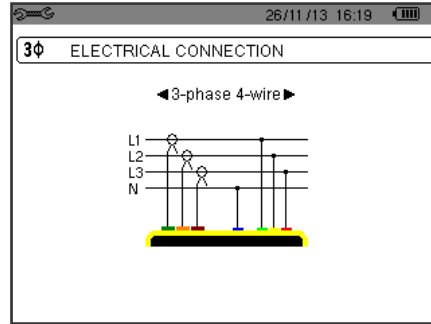 26/11/13 16:19
3Φ ELECTRICAL CONNECTION
◄3-phase 4-wire►
L1
L2
L3
N